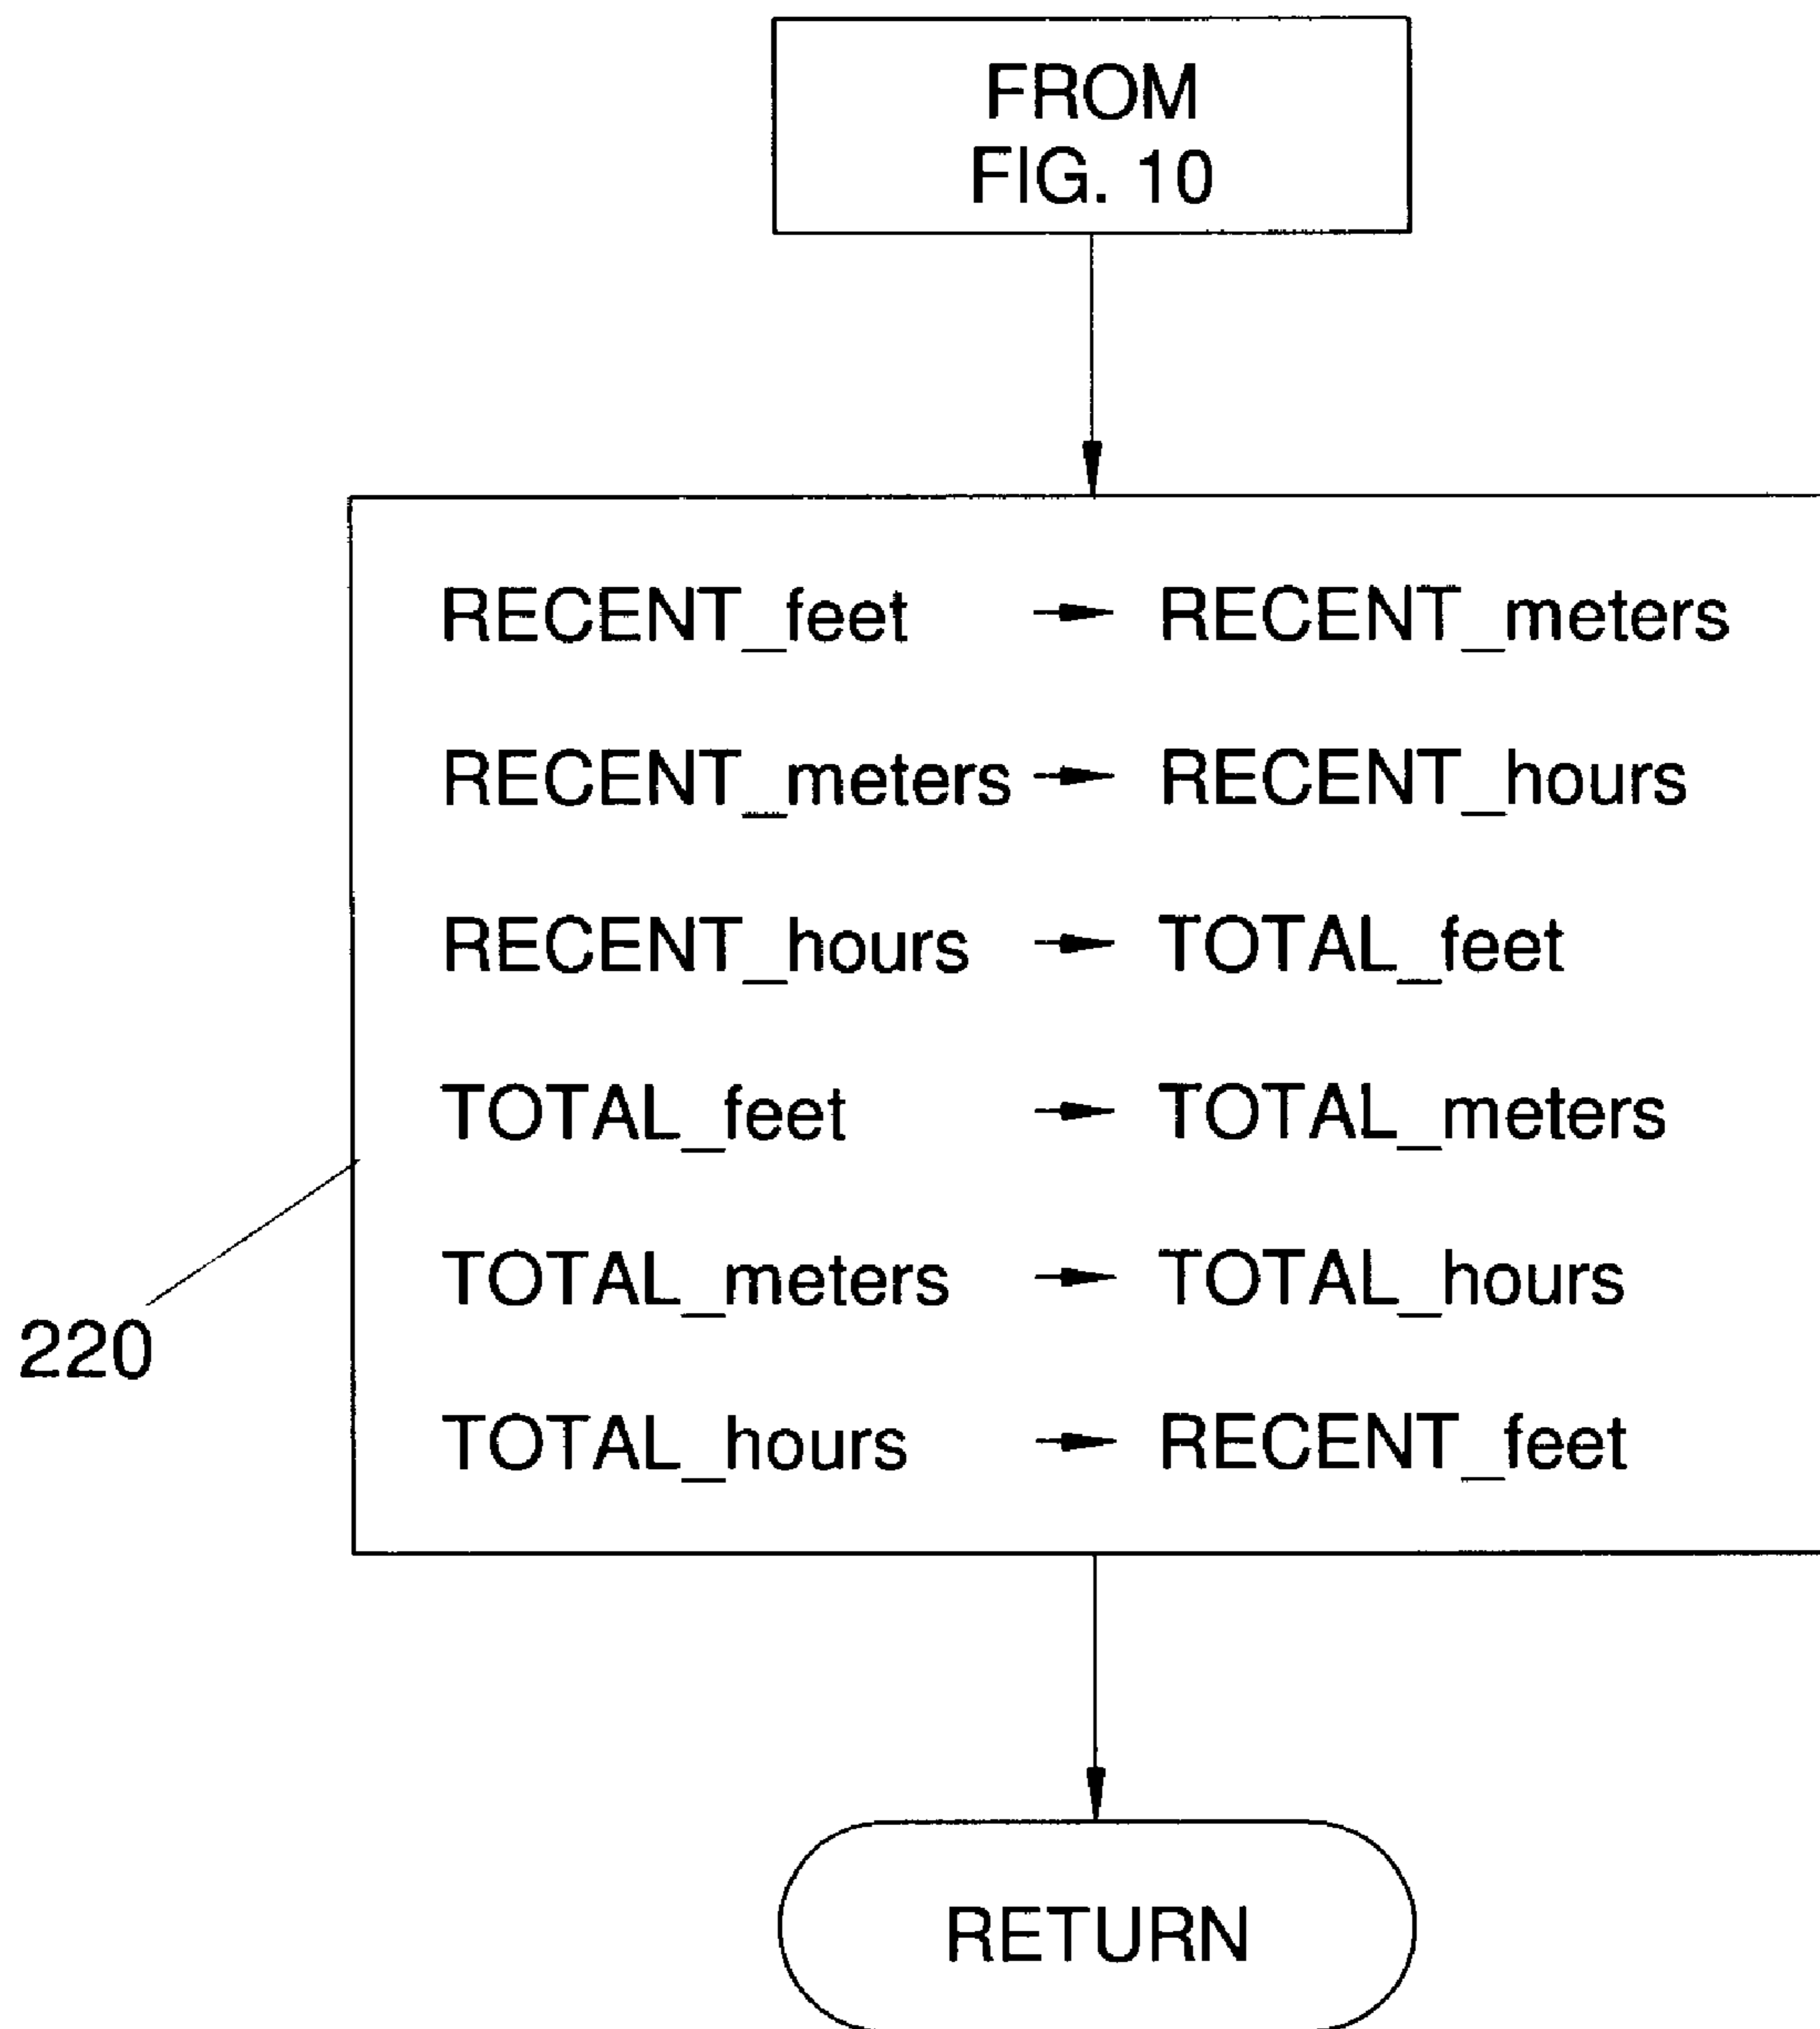 FROM
FIG. 10
RECENT_feet → RECENT_meters
RECENT_meters → RECENT_hours
RECENT_hours → TOTAL_feet
TOTAL_feet → TOTAL_meters
TOTAL_meters → TOTAL_hours
TOTAL_hours → RECENT_feet
220
RETURN